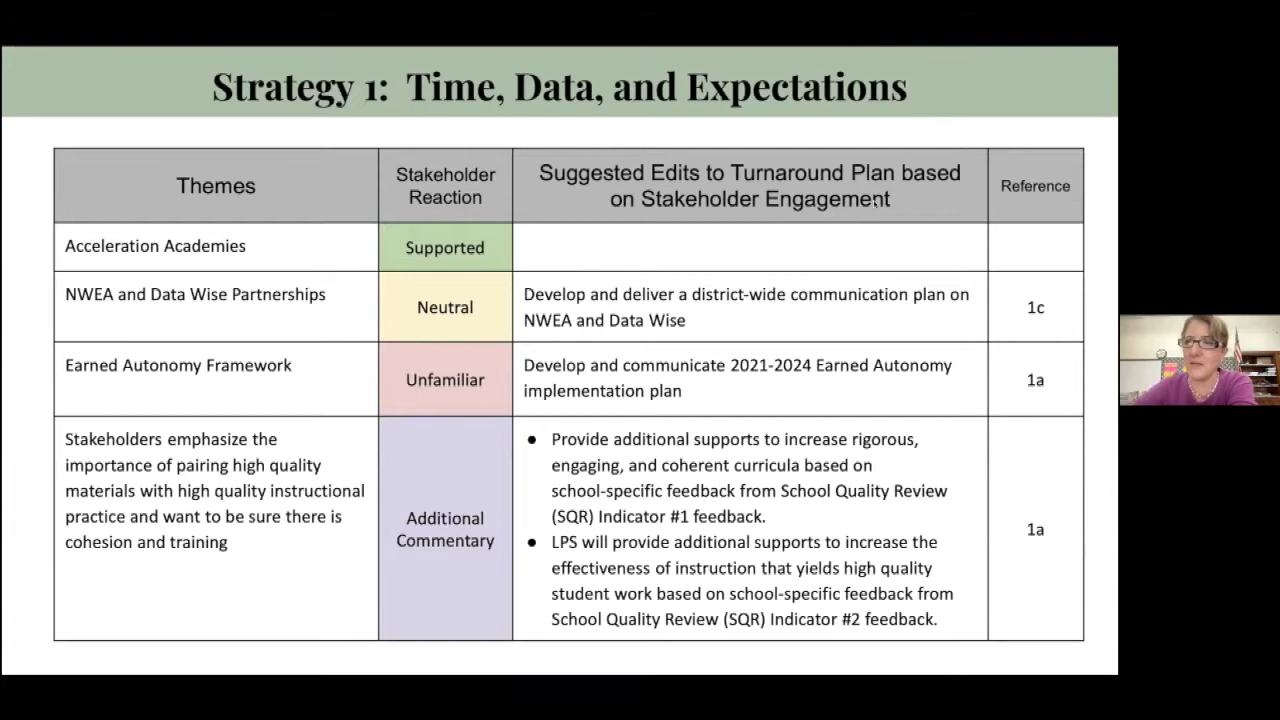 Strategy 1: Time, Data, and Expectations
Themes
Stakeholder
Reaction
Suggested Edits to Turnaround Plan based
on Stakeholder Engagement
Reference
Acceleration Academies
Supported
NWEA and Data Wise Partnerships
Neutral
Develop and deliver a district-wide communication plan on
NWEA and Data Wise
1c
Earned Autonomy Framework
Unfamiliar
Develop and communicate 2021-2024 Earned Autonomy
implementation plan
1a
Stakeholders emphasize the
importance of pairing high quality
materials with high quality instructional
practice and want to be sure there is
cohesion and training
Additional
Commentary
● Provide additional supports to increase rigorous,
engaging, and coherent curricula based on
school-specific feedback from School Quality Review
(SQR) Indicator #1 feedback.
● LPS will provide additional supports to increase the
effectiveness of instruction that yields high quality
student work based on school-specific feedback from
School Quality Review (SQR) Indicator #2 feedback.
1a